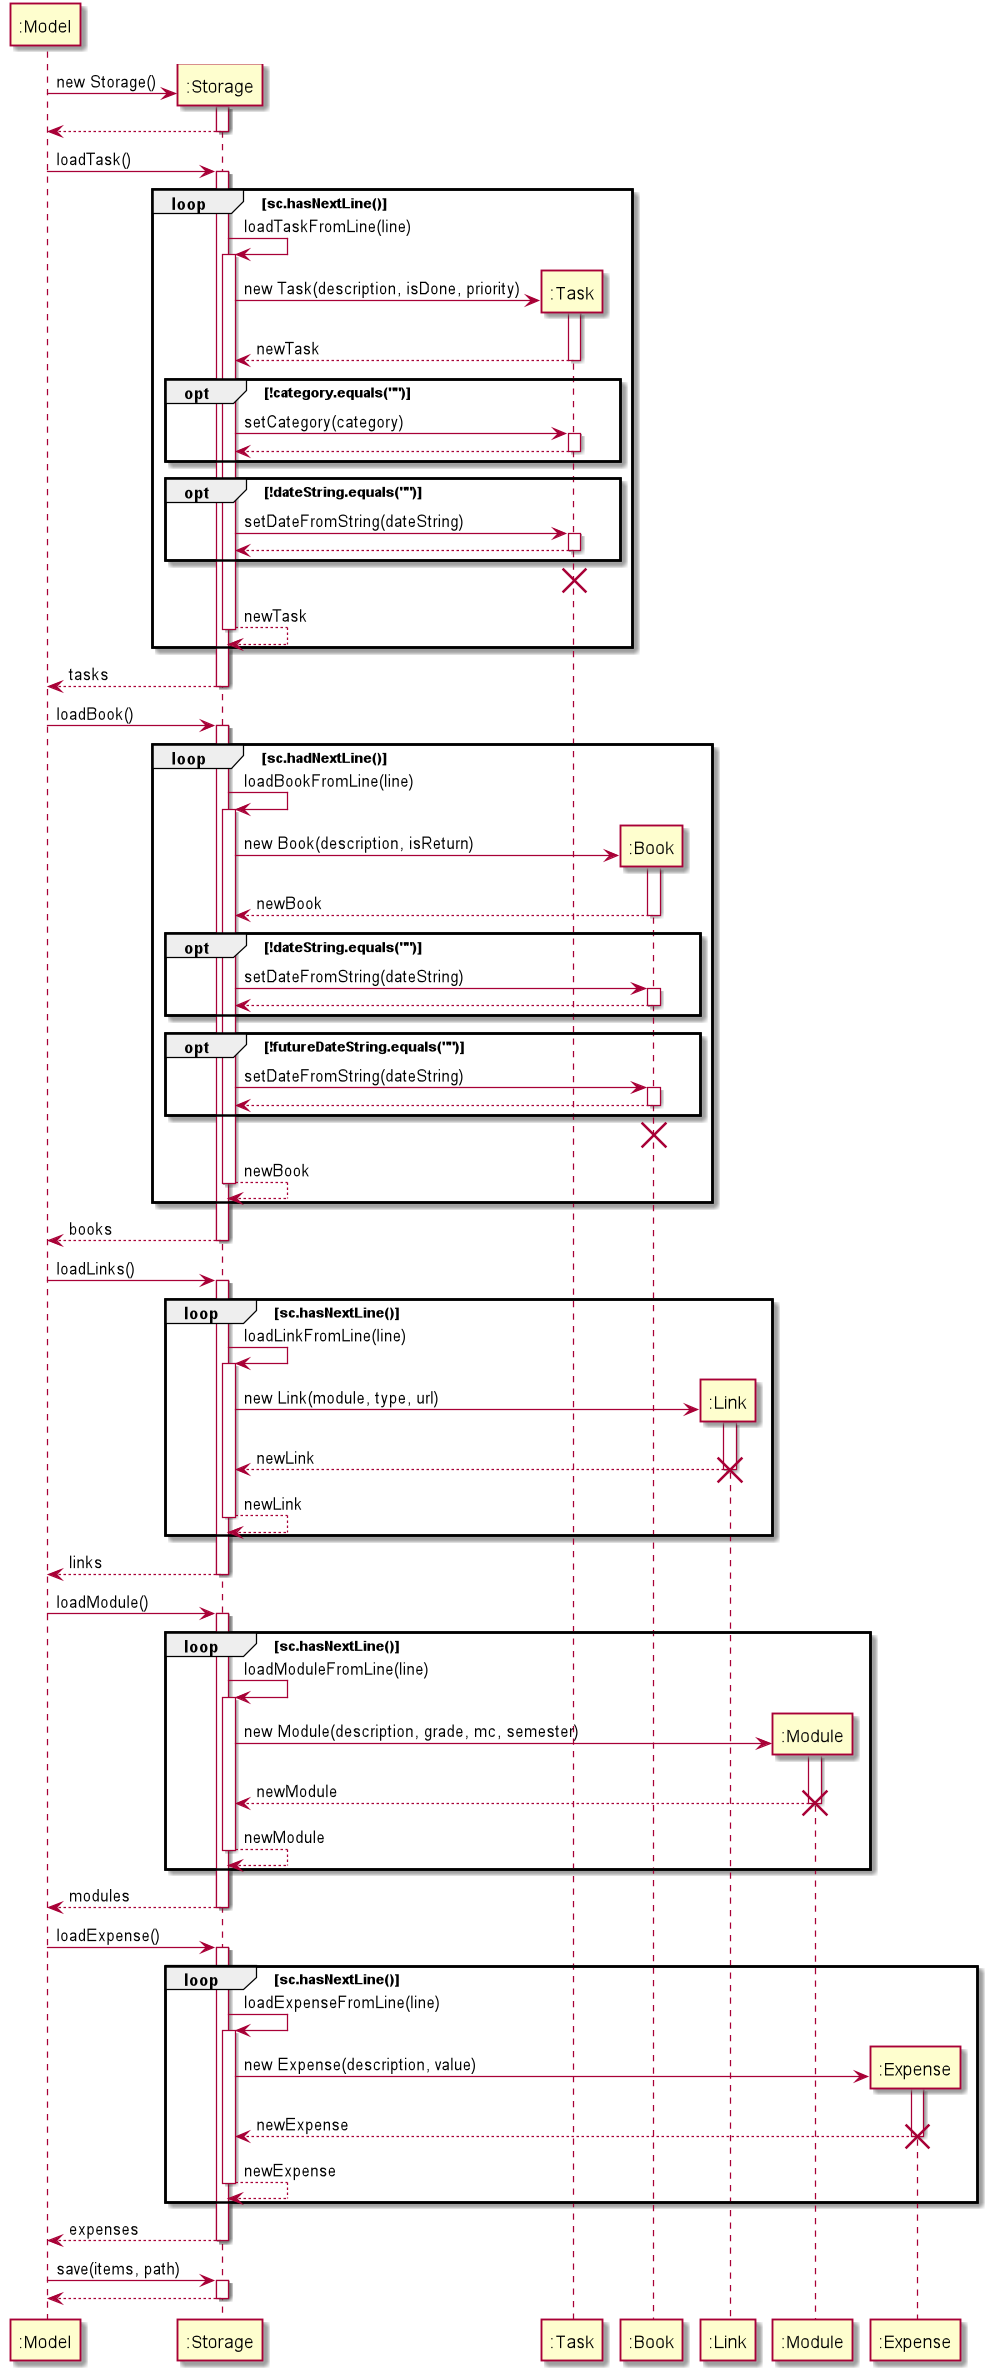 :Model
new Storage()
:Storage
loadTask()
loop [sc.hasNextLine()]
loadTaskFromLine(line)
new Task(description, isDone, priority)
:Task
newTask
opt [!category.equals("")]
setCategory(category)
opt [!dateString.equals("")]
setDateFromString(dateString)
newTask
tasks
loadBook()
loop [sc.hadNextLine()]
loadBookFromLine(line)
new Book(description, isReturn)
:Book
newBook
opt [!dateString.equals("")]
setDateFromString(dateString)
opt [!futureDateString.equals("")]
setDateFromString(dateString)
newBook
books
loadLinks()
loop [sc.hasNextLine()]
loadLinkFromLine(line)
new Link(module, type, url)
:Link
newLink
newLink
links
loadModule()
loop [sc.hasNextLine()]
loadModuleFromLine(line)
new Module(description, grade, mc, semester)
:Module
newModule
newModule
modules
loadExpense()
loop [sc.hasNextLine()]
loadExpenseFromLine(line)
new Expense(description, value)
:Expense
newExpense
newExpense
expenses
save(items, path)
:Model :Storage :Task :Book :Link :Module :Expense